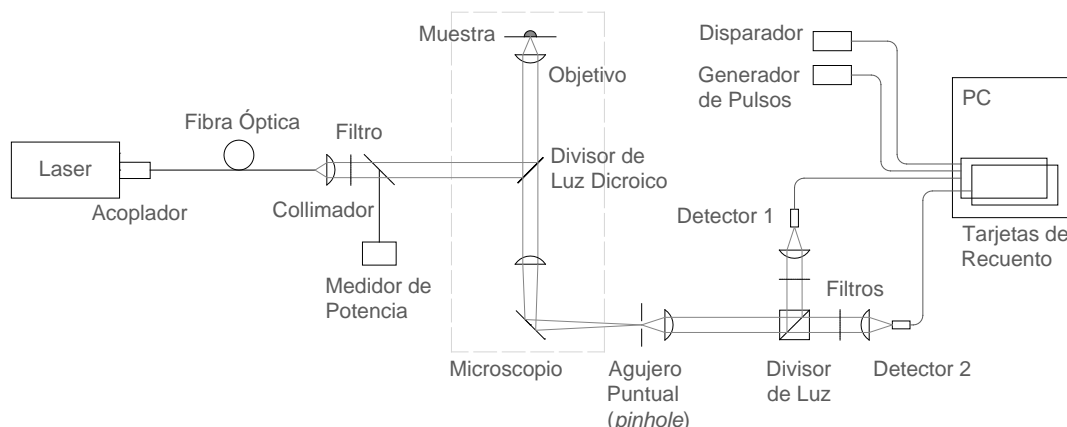 Muestra
Objetivo
Disparador
Generador
de Pulsos
PC
Fibra Óptica
Filtro
Laser
Acoplador
Collimador
Divisor de
Luz Dicroico
Medidor de
Potencia
Detector 1
Tarjetas de
Recuento
Filtros
Microscopio
Agujero
Puntual
(pinhole)
Divisor
de Luz
Detector 2